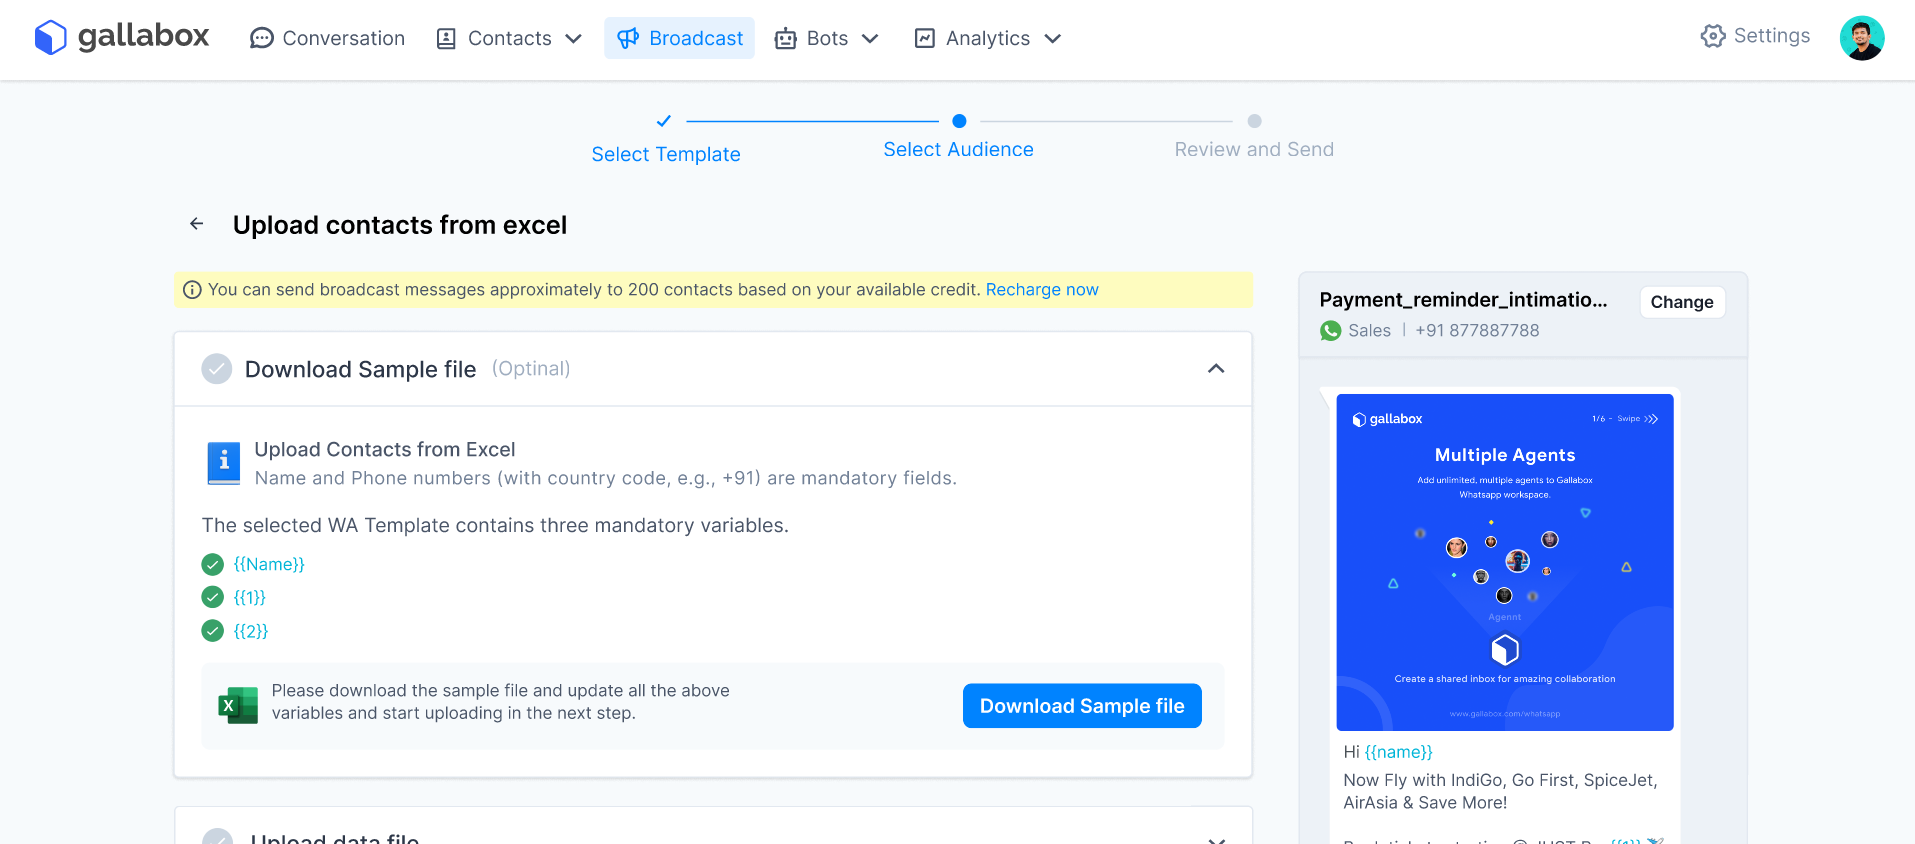 gallabox
Conversation
Contacts
Broadcast
Bots
Analytics
Settings
Select Template
Select Audience
Review and Send
Upload contacts from excel
You can send broadcast messages approximately to 200 contacts based on your available credit. Recharge now
Download Sample file (Optinal)
Upload Contacts from Excel
Name and Phone numbers (with country code, e.g., +91) are mandatory fields.
The selected WA Template contains three mandatory variables.
{{Name}}
{{1}}
{{2}}
Please download the sample file and update all the above
variables and start uploading in the next step.
Download Sample file
Upload data file
Payment_reminder_intimatio...
Change
Sales | +91 877887788
gallabox
1/6 - Swipe
Multiple Agents
Add unlimited, multiple agents to Gallabox
Whatsapp workspace.
Agennt
Create a shared inbox for amazing collaboration
www.gallabox.com/whatsapp
Hi {{name}}
Now Fly with IndiGo, Go First, SpiceJet,
AirAsia & Save More!